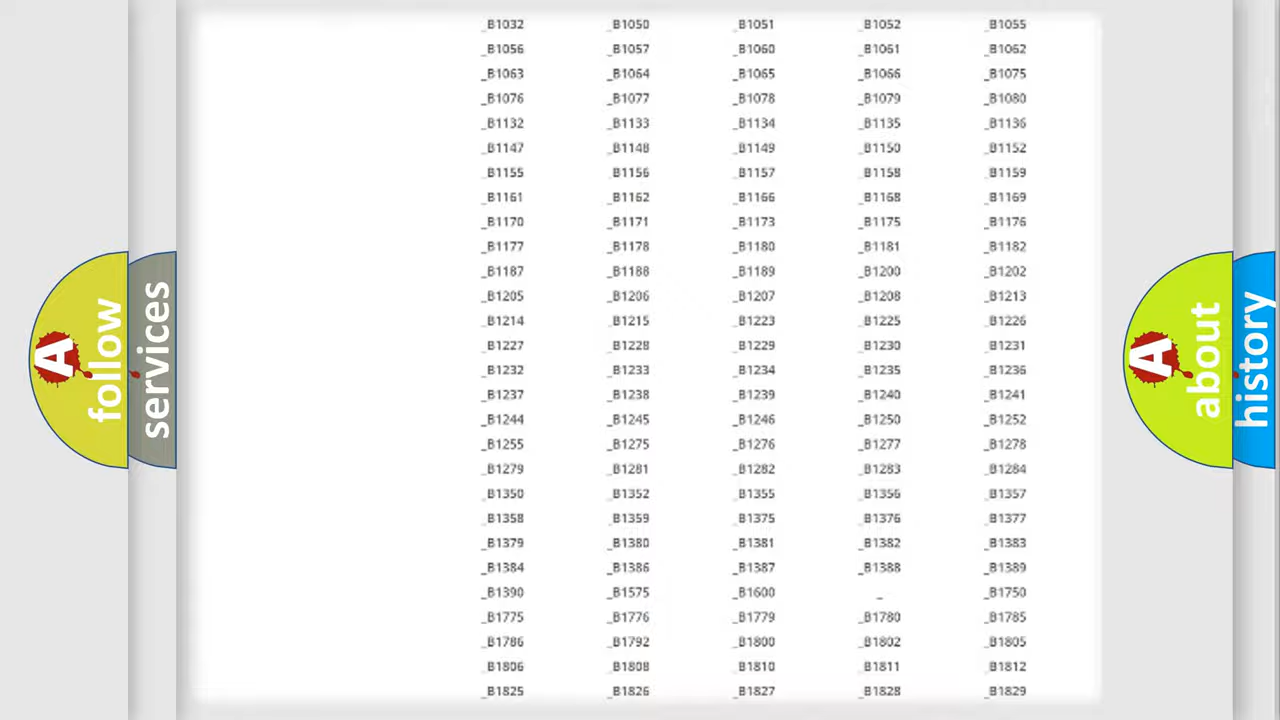 _B1032 _B1050 _B1051 _B1052 _B1055
_B1056 _B1057 _B1060 _B1061 _B1062
_B1063 _B1064 _B1065 _B1066 _B1075
_B1076 _B1077 _B1078 _B1079 _B1080
_B1132 _B1133 _B1134 _B1135 _B1136
_B1147 _B1148 _B1149 _B1150 _B1152
_B1155 _B1156 _B1157 _B1158 _B1159
_B1161 _B1162 _B1166 _B1168 _B1169
_B1170 _B1171 _B1173 _B1175 _B1176
_B1177 _B1178 _B1180 _B1181 _B1182
_B1187 _B1188 _B1189 _B1200 _B1202
_B1205 _B1206 _B1207 _B1208 _B1213
_B1214 _B1215 _B1223 _B1225 _B1226
_B1227 _B1228 _B1229 _B1230 _B1231
_B1232 _B1233 _B1234 _B1235 _B1236
_B1237 _B1238 _B1239 _B1240 _B1241
_B1244 _B1245 _B1246 _B1250 _B1252
_B1255 _B1275 _B1276 _B1277 _B1278
_B1279 _B1281 _B1282 _B1283 _B1284
_B1350 _B1352 _B1355 _B1356 _B1357
_B1358 _B1359 _B1375 _B1376 _B1377
_B1379 _B1380 _B1381 _B1382 _B1383
_B1384 _B1386 _B1387 _B1388 _B1389
_B1390 _B1575 _B1600 _ _B1750
_B1775 _B1776 _B1779 _B1780 _B1785
_B1786 _B1792 _B1800 _B1802 _B1805
_B1806 _B1808 _B1810 _B1811 _B1812
_B1825 _B1826 _B1827 _B1828 _B1829
A follow
services
A about
history